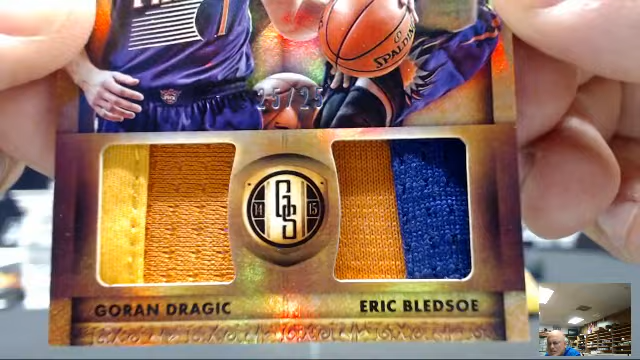 SPALDING
25/25
GS
14 15
GORAN DRAGIC
ERIC BLEDSOE